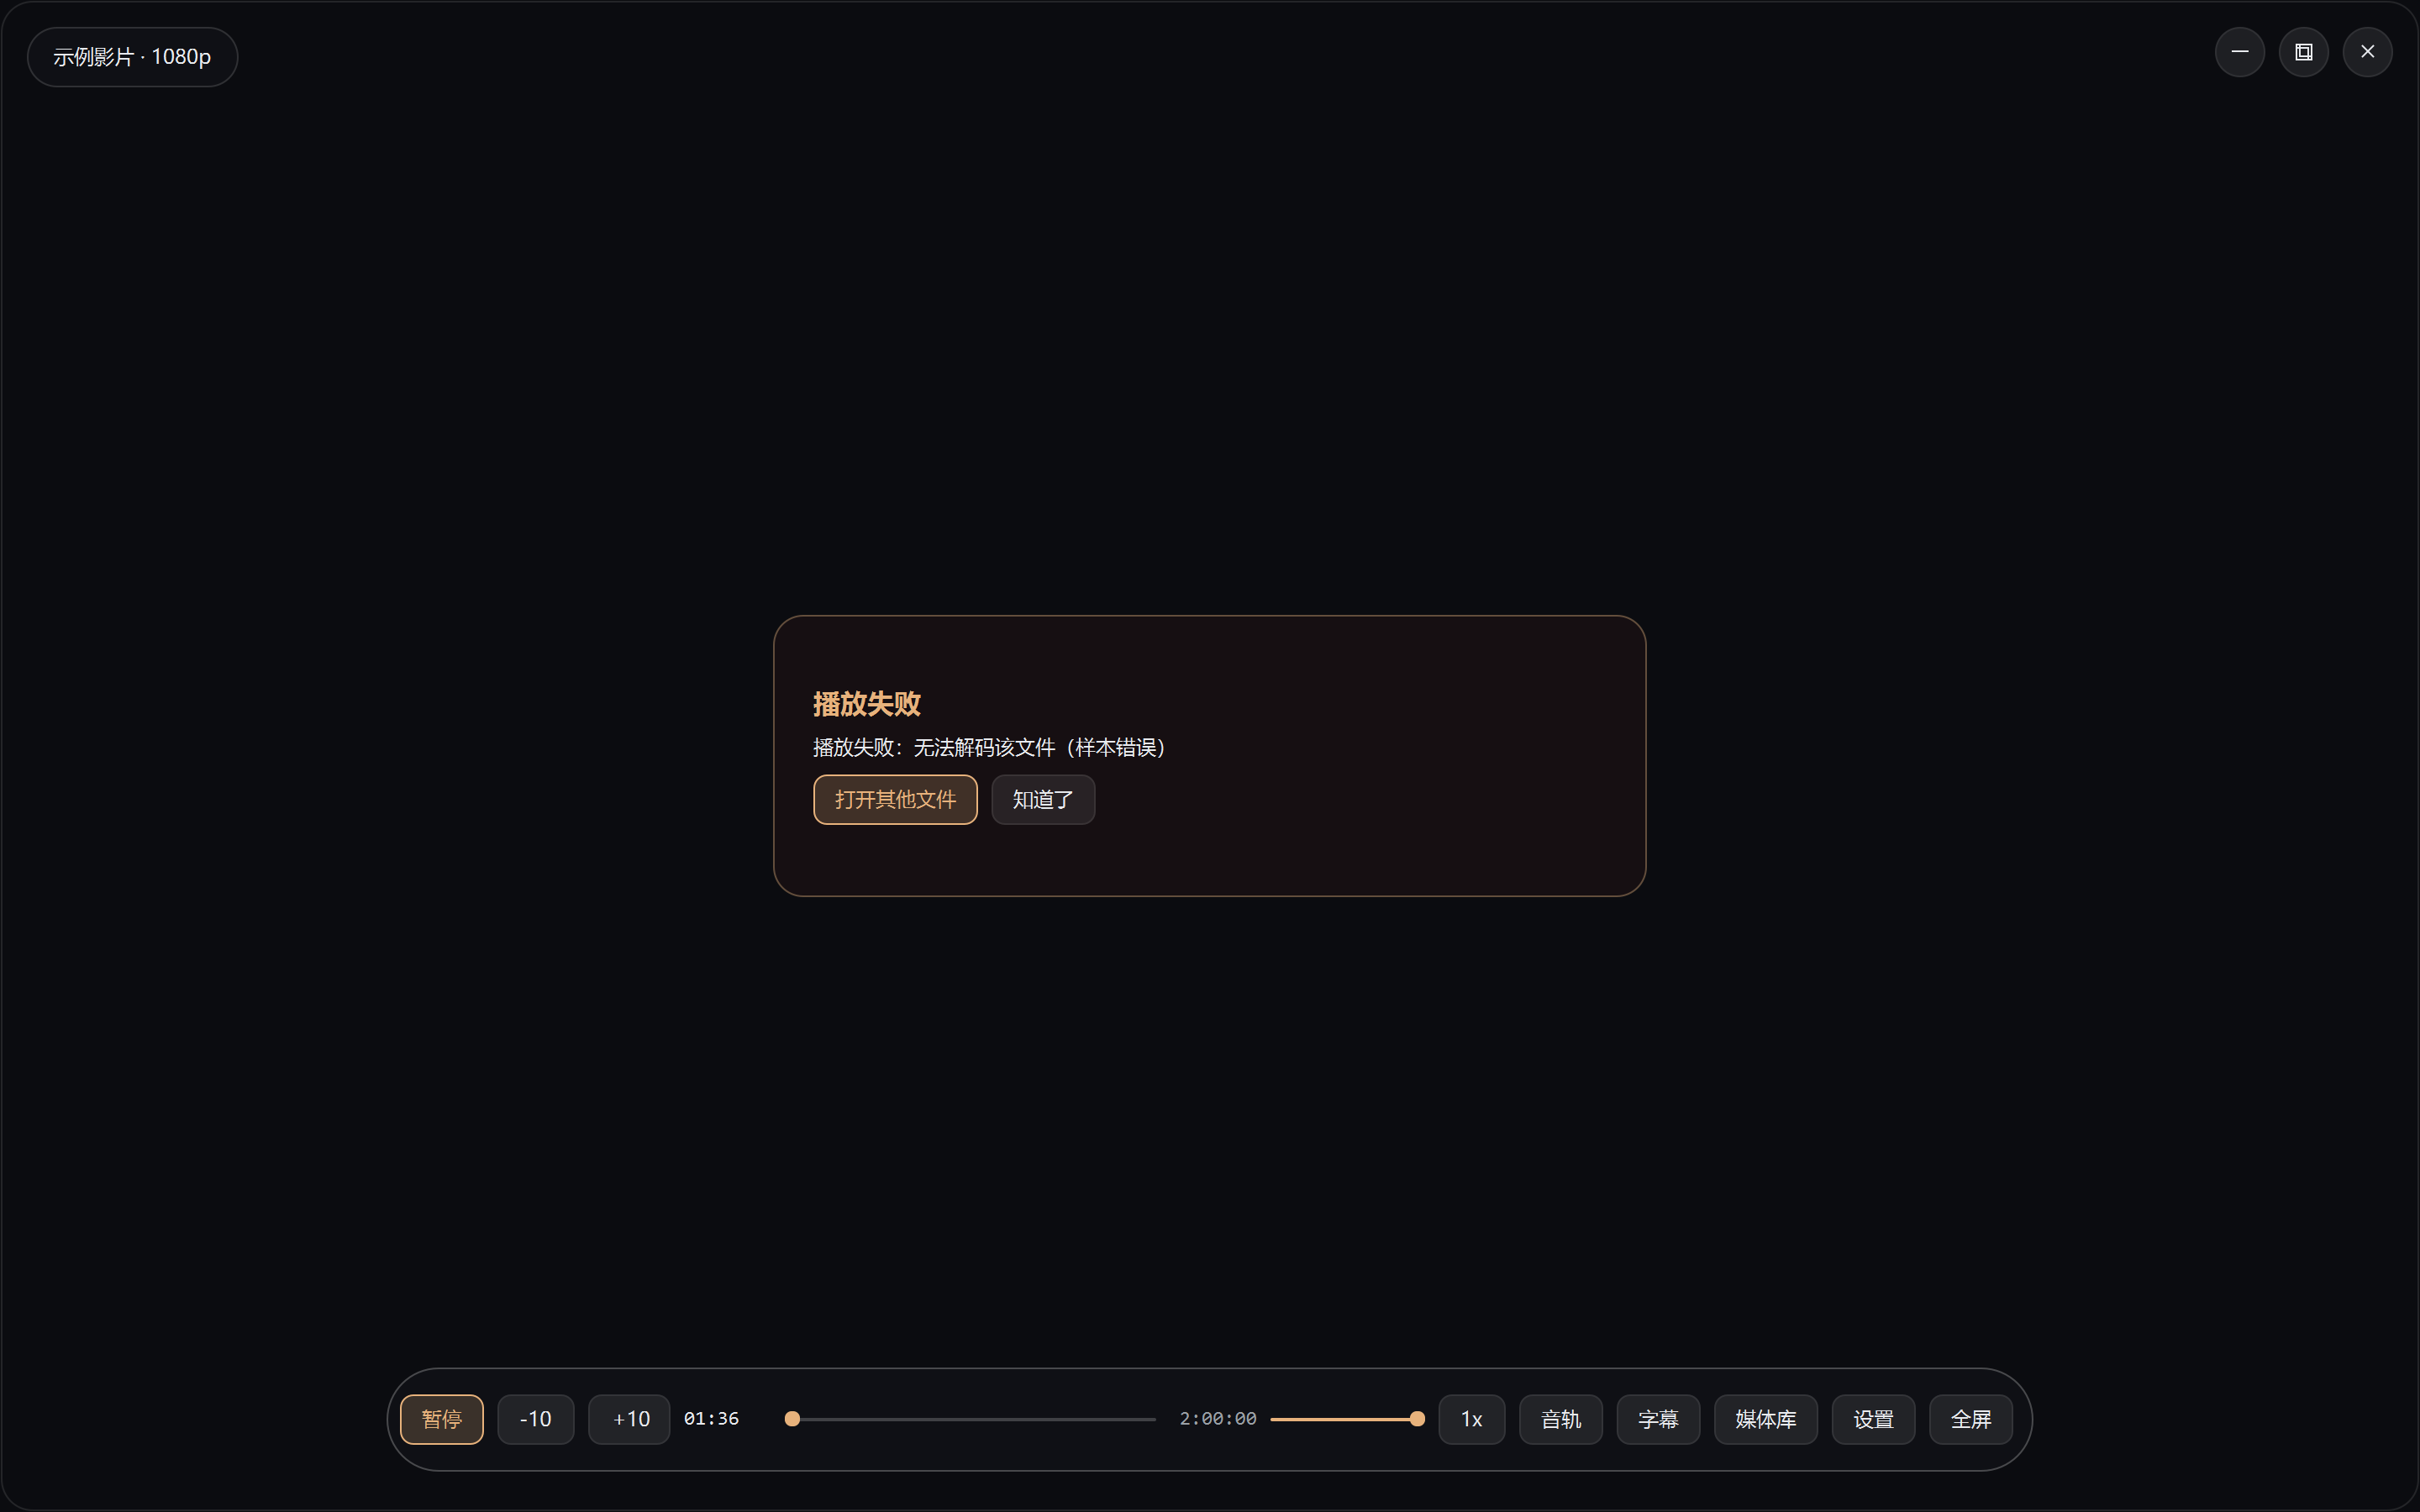 示例影片 · 1080p
播放失败
播放失败：无法解码该文件（样本错误）
打开其他文件 知道了
暂停 -10 +10 01:36 2:00:00 1x 音轨 字幕 媒体库 设置 全屏